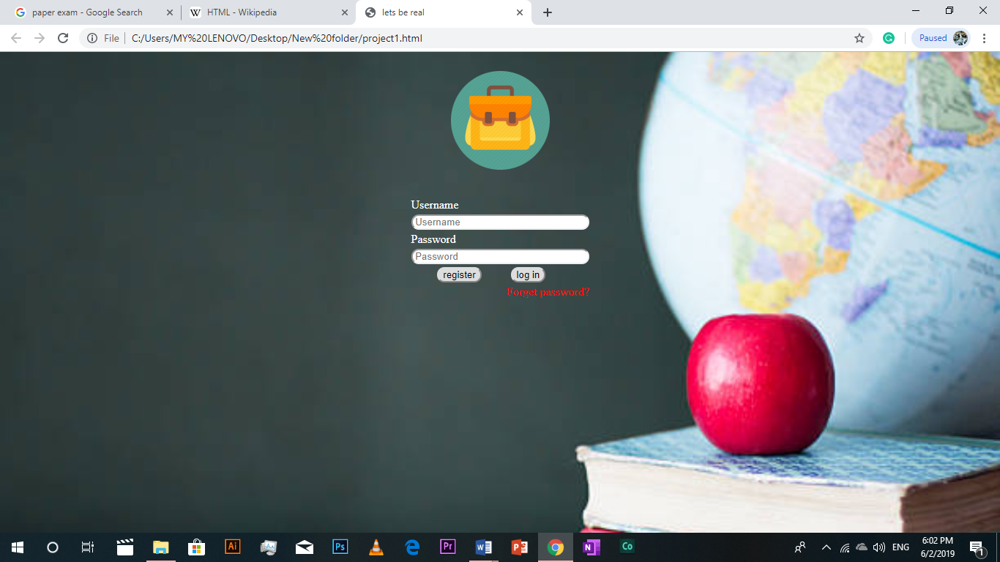 paper exam - Google Search
HTML - Wikipedia
lets be real
File
C:/Users/MY%20LENOVO/Desktop/New%20folder/project1.html
Paused
Username
Username
Password
Password
register log in
Forget password?
Ai
Ps
Pr
Co
ENG
6:02 PM
6/2/2019
1